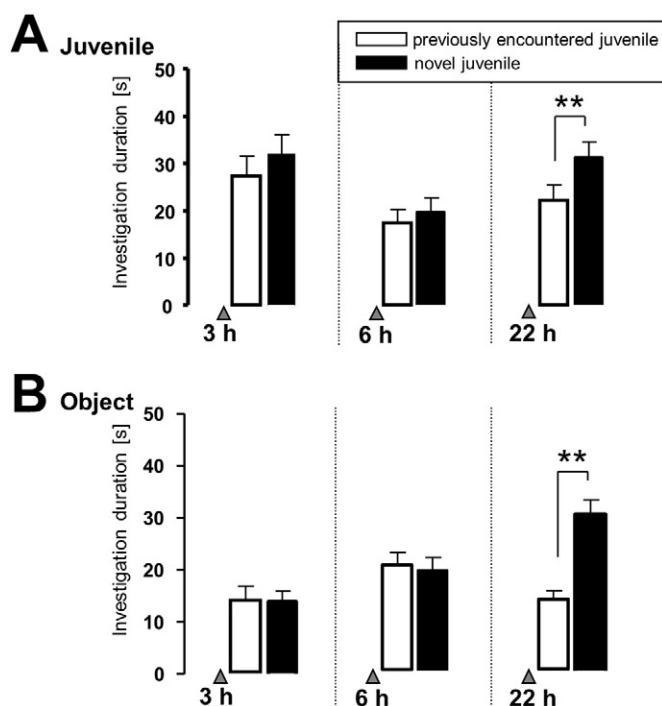 A Juvenile
previously encountered juvenile
novel juvenile
Investigation duration [s]
50
40
30
20
10
0
**
3 h
6 h
22 h
B Object
Investigation duration [s]
50
40
30
20
10
0
**
3 h
6 h
22 h